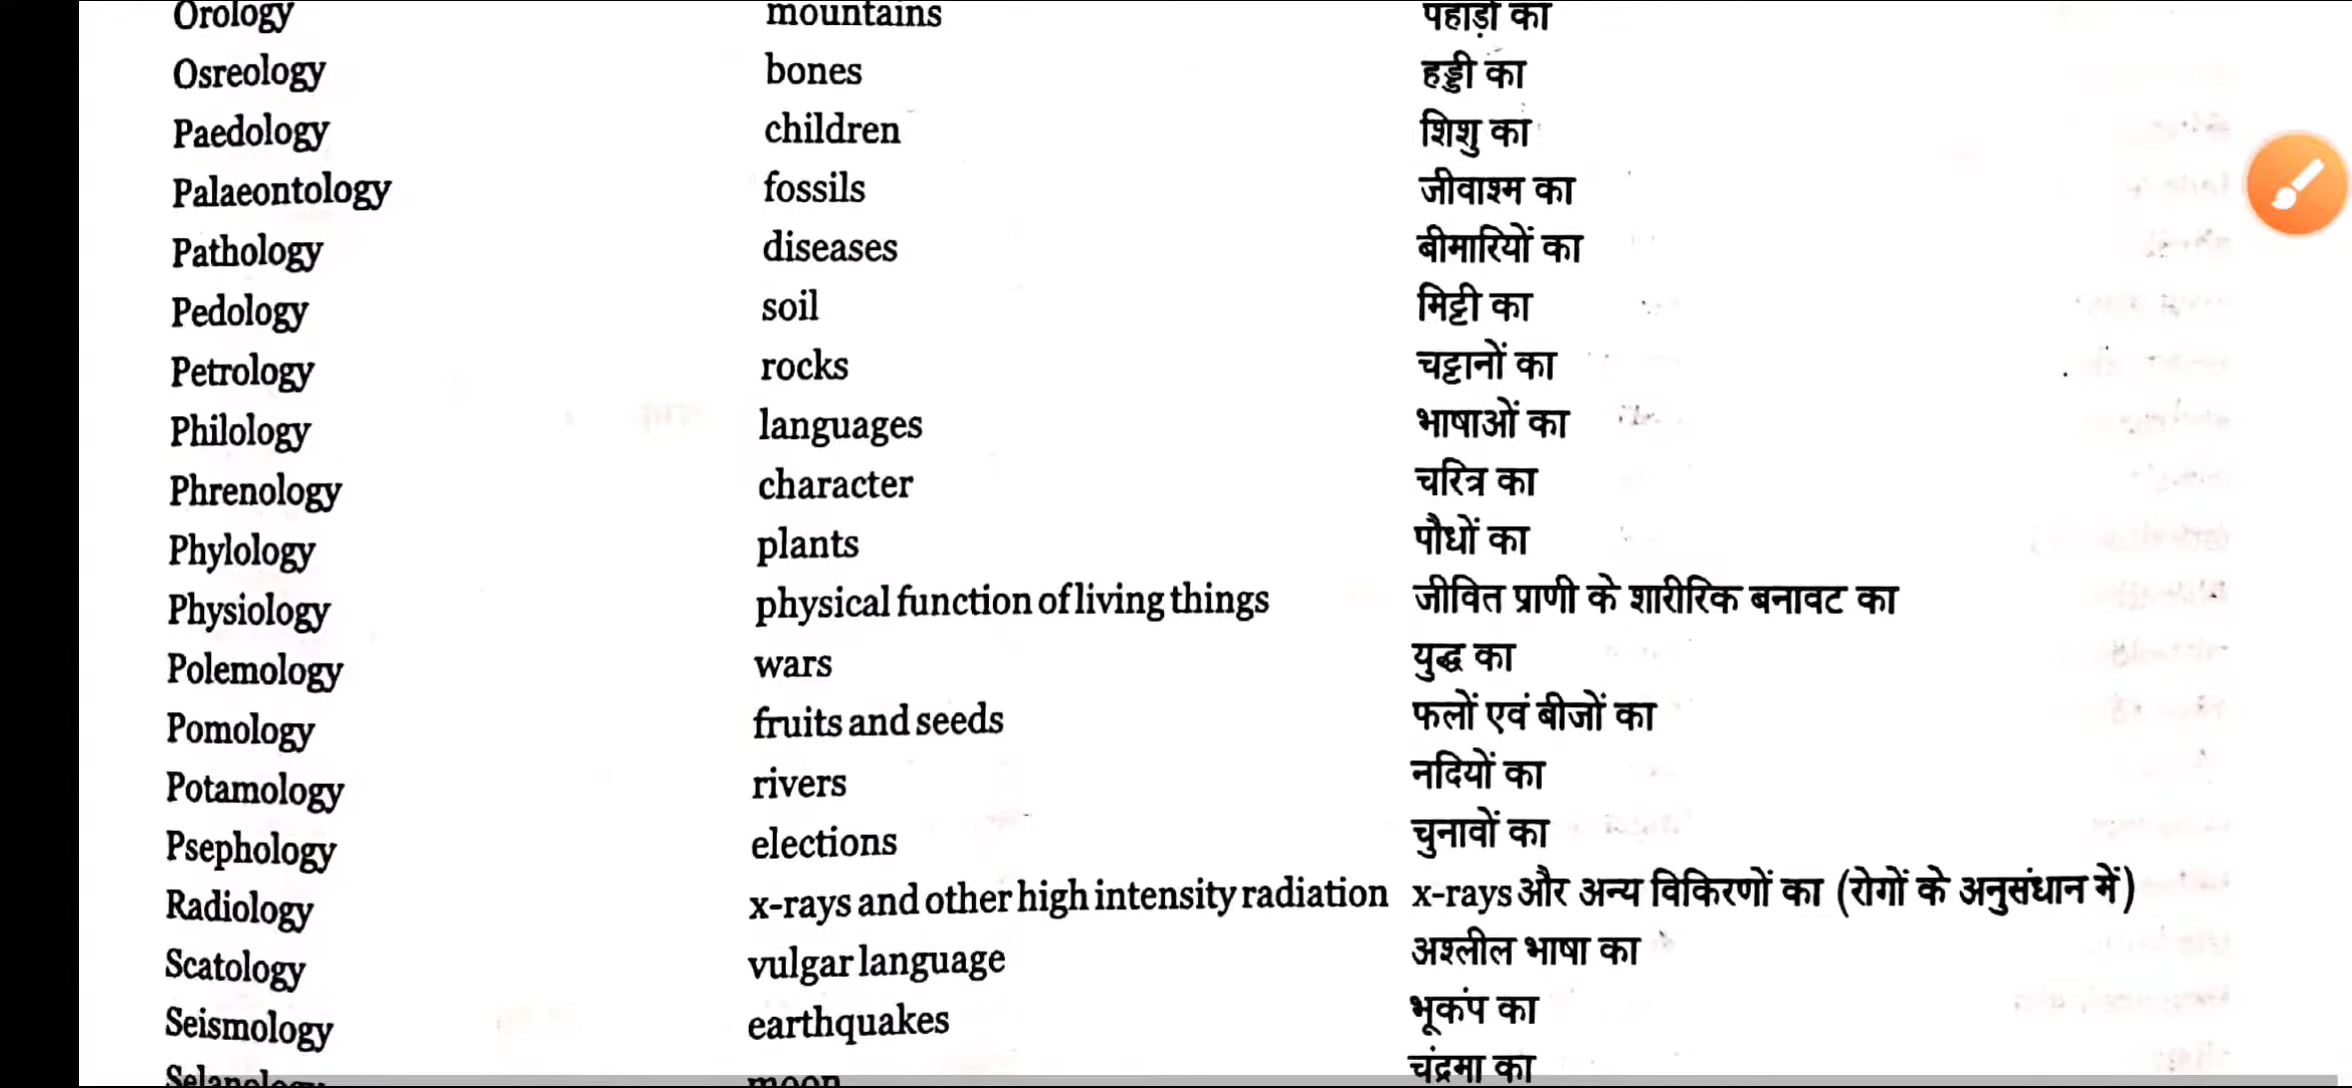 Orology mountains पहाड़ों का
Osreology bones हड्डी का
Paedology children शिशु का
Palaeontology fossils जीवाश्म का
Pathology diseases बीमारियों का
Pedology soil मिट्टी का
Petrology rocks चट्टानों का
Philology languages भाषाओं का
Phrenology character चरित्र का
Phylology plants पौधों का
Physiology physical function of living things जीवित प्राणी के शारीरिक बनावट का
Polemology wars युद्ध का
Pomology fruits and seeds फलों एवं बीजों का
Potamology rivers नदियों का
Psephology elections चुनावों का
Radiology x-rays and other high intensity radiation x-rays और अन्य विकिरणों का (रोगों के अनुसंधान में)
Scatology vulgar language अश्लील भाषा का
Seismology earthquakes भूकंप का
Selanology moon चंद्रमा का